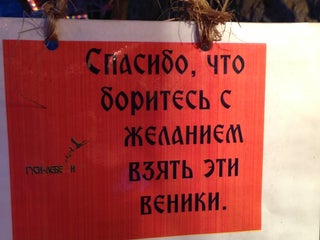 Спасибо, что
боритесь с
желанием
взять эти
веники.